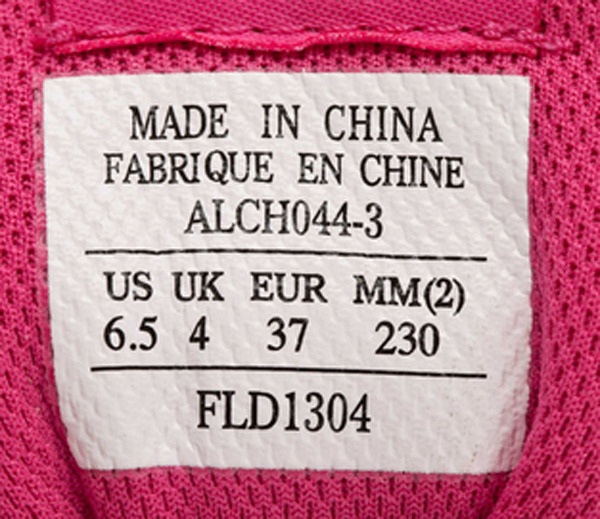 MADE IN CHINA
FABRIQUE EN CHINE
ALCH044-3
US UK EUR MM(2)
6.5 4 37 230
FLD1304